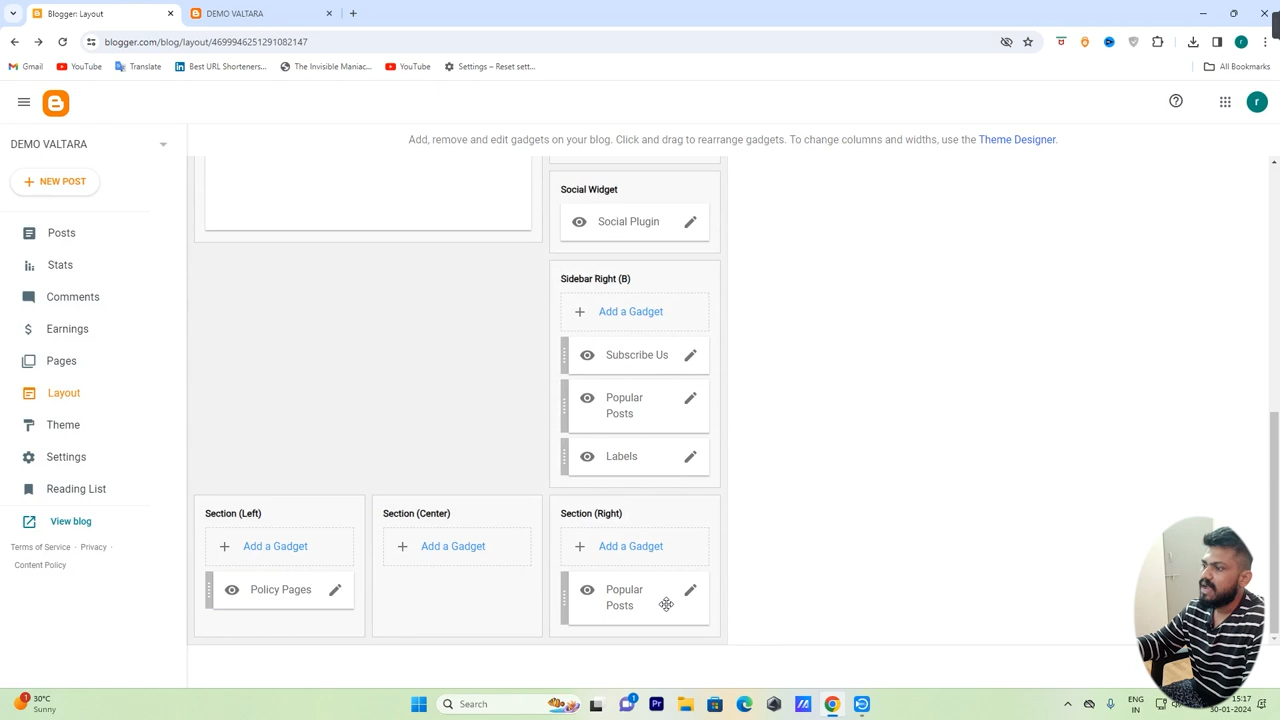 Blogger: Layout
DEMO VALTARA
blogger.com/blog/layout/4699946251291082147
Gmail
YouTube
Translate
Best URL Shorteners...
The Invisible Maniac...
YouTube
Settings – Reset sett...
All Bookmarks
r
r
DEMO VALTARA
Add, remove and edit gadgets on your blog. Click and drag to rearrange gadgets. To change columns and widths, use the Theme Designer.
NEW POST
Posts
Stats
Comments
Earnings
Pages
Layout
Theme
Settings
Reading List
View blog
Terms of Service · Privacy ·
Content Policy
Social Widget
Social Plugin
Sidebar Right (B)
Add a Gadget
Subscribe Us
Popular
Posts
Labels
Section (Left)
Add a Gadget
Policy Pages
Section (Center)
Add a Gadget
Section (Right)
Add a Gadget
Popular
Posts
1
30°C
Sunny
Search
1
Pr
ENG
IN
15:17
30-01-2024